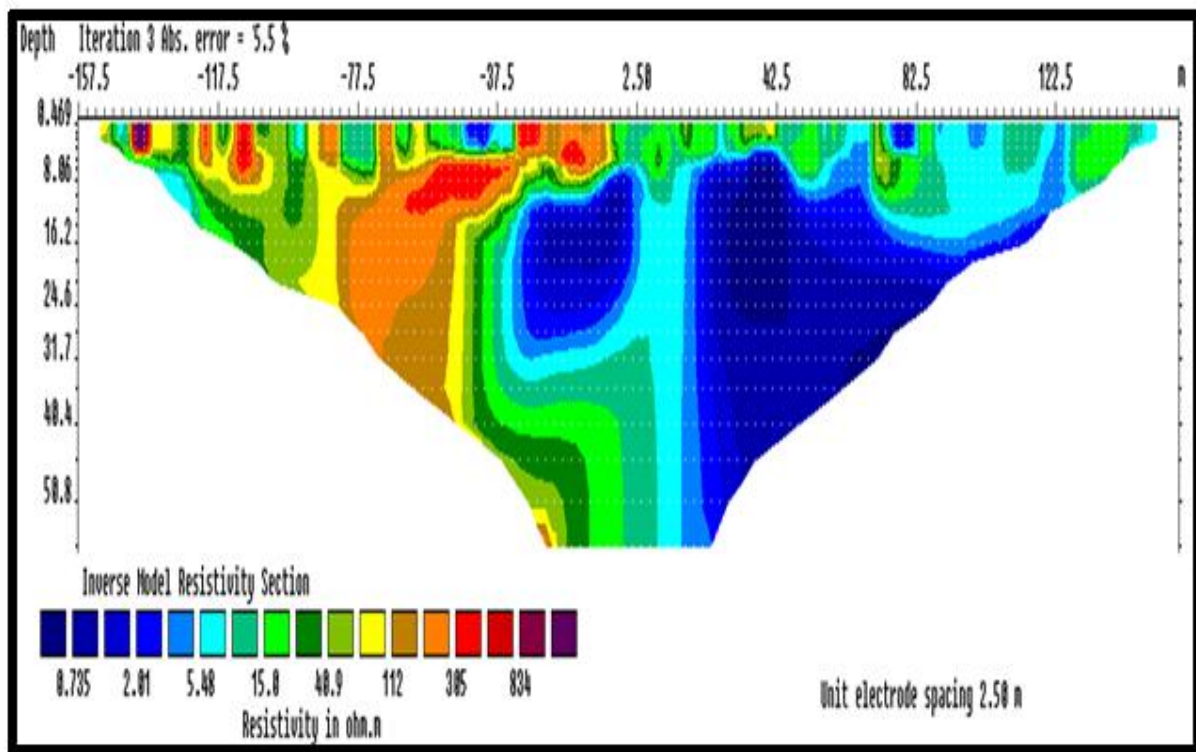 Depth Iteration 3 Abs. error = 5.5 %
-157.5 -117.5 -77.5 -37.5 2.50 42.5 82.5 122.5 m
0.469
8.06
16.2
24.6
31.7
40.4
50.8
Inverse Model Resistivity Section
0.735 2.01 5.48 15.0 40.9 112 305 834
Resistivity in ohm.m
Unit electrode spacing 2.50 m